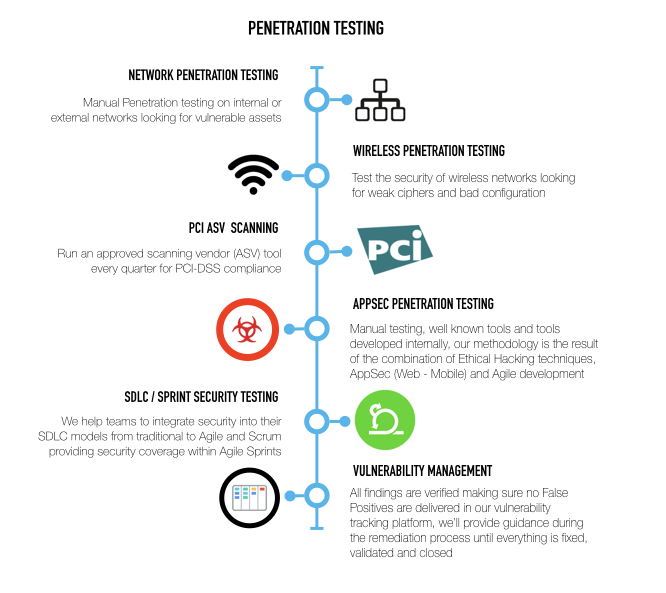 PENETRATION TESTING
NETWORK PENETRATION TESTING
Manual Penetration testing on internal or
external networks looking for vulnerable assets
WIRELESS PENETRATION TESTING
Test the security of wireless networks looking
for weak ciphers and bad configuration
PCI ASV SCANNING
Run an approved scanning vendor (ASV) tool
every quarter for PCI-DSS compliance
PCi
APPSEC PENETRATION TESTING
Manual testing, well known tools and tools
developed internally, our methodology is the result
of the combination of Ethical Hacking techniques,
AppSec (Web - Mobile) and Agile development
SDLC / SPRINT SECURITY TESTING
We help teams to integrate security into their
SDLC models from traditional to Agile and Scrum
providing security coverage within Agile Sprints
VULNERABILITY MANAGEMENT
All findings are verified making sure no False
Positives are delivered in our vulnerability
tracking platform, we'll provide guidance during
the remediation process until everything is fixed,
validated and closed